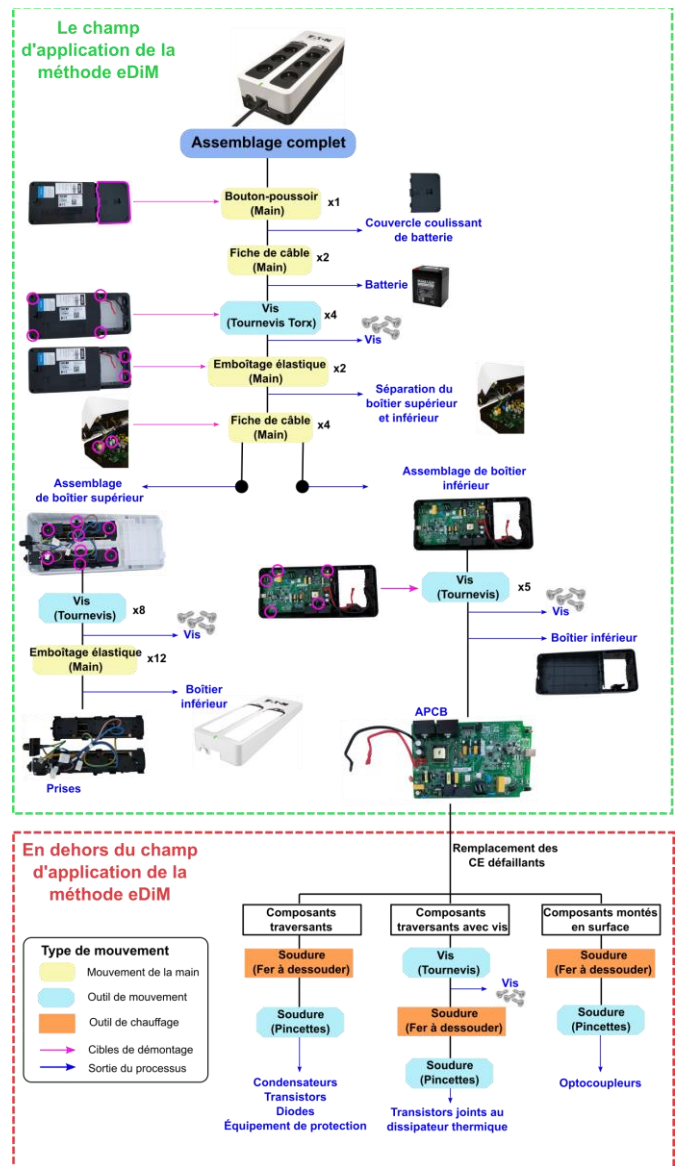 Le champ
d'application de la
méthode eDiM
E·T·N
Assemblage complet
Bouton-poussoir
(Main)
x1
Couvercle coulissant
de batterie
Fiche de câble
(Main)
x2
Batterie
Vis
(Tournevis Torx)
x4
Vis
Emboîtage élastique
(Main)
x2
Séparation du
boîtier supérieur
et inférieur
Fiche de câble
(Main)
x4
Assemblage
de boîtier supérieur
Assemblage de boîtier
inférieur
Vis
(Tournevis)
x8
Vis
Emboîtage élastique
(Main)
x12
Boîtier
inférieur
E·T·N
Prises
Vis
(Tournevis)
x5
Vis
Boîtier inférieur
APCB
En dehors du champ
d'application de la
méthode eDiM
Remplacement des
CE défaillants
Type de mouvement
Mouvement de la main
Outil de mouvement
Outil de chauffage
Cibles de démontage
Sortie du processus
Composants
traversants
Soudure
(Fer à dessouder)
Soudure
(Pincettes)
Condensateurs
Transistors
Diodes
Équipement de protection
Composants
traversants avec vis
Vis
(Tournevis)
Vis
Soudure
(Fer à dessouder)
Soudure
(Pincettes)
Transistors joints au
dissipateur thermique
Composants montés
en surface
Soudure
(Fer à dessouder)
Soudure
(Pincettes)
Optocoupleurs